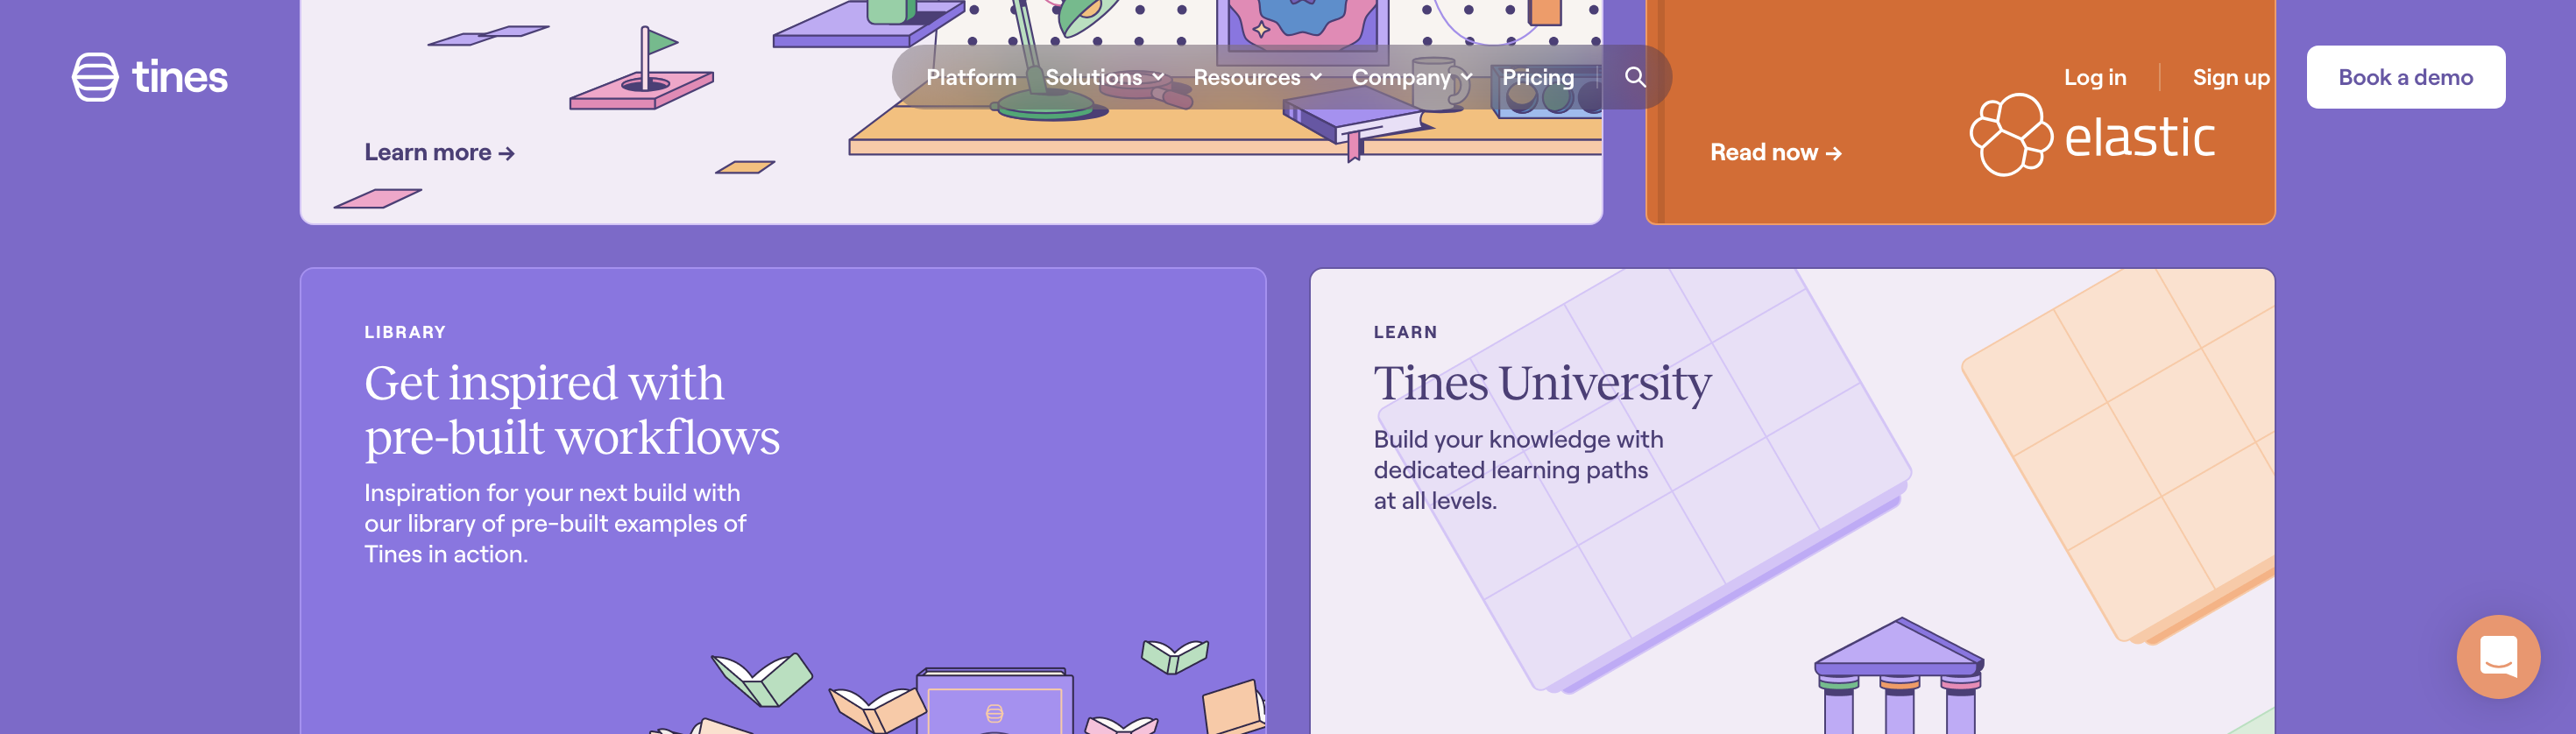 tines
Platform
Solutions
Resources
Company
Pricing
Log in
Sign up
Book a demo
Learn more →
Read now →
elastic
LIBRARY
Get inspired with
pre-built workflows
Inspiration for your next build with
our library of pre-built examples of
Tines in action.
LEARN
Tines University
Build your knowledge with
dedicated learning paths
at all levels.